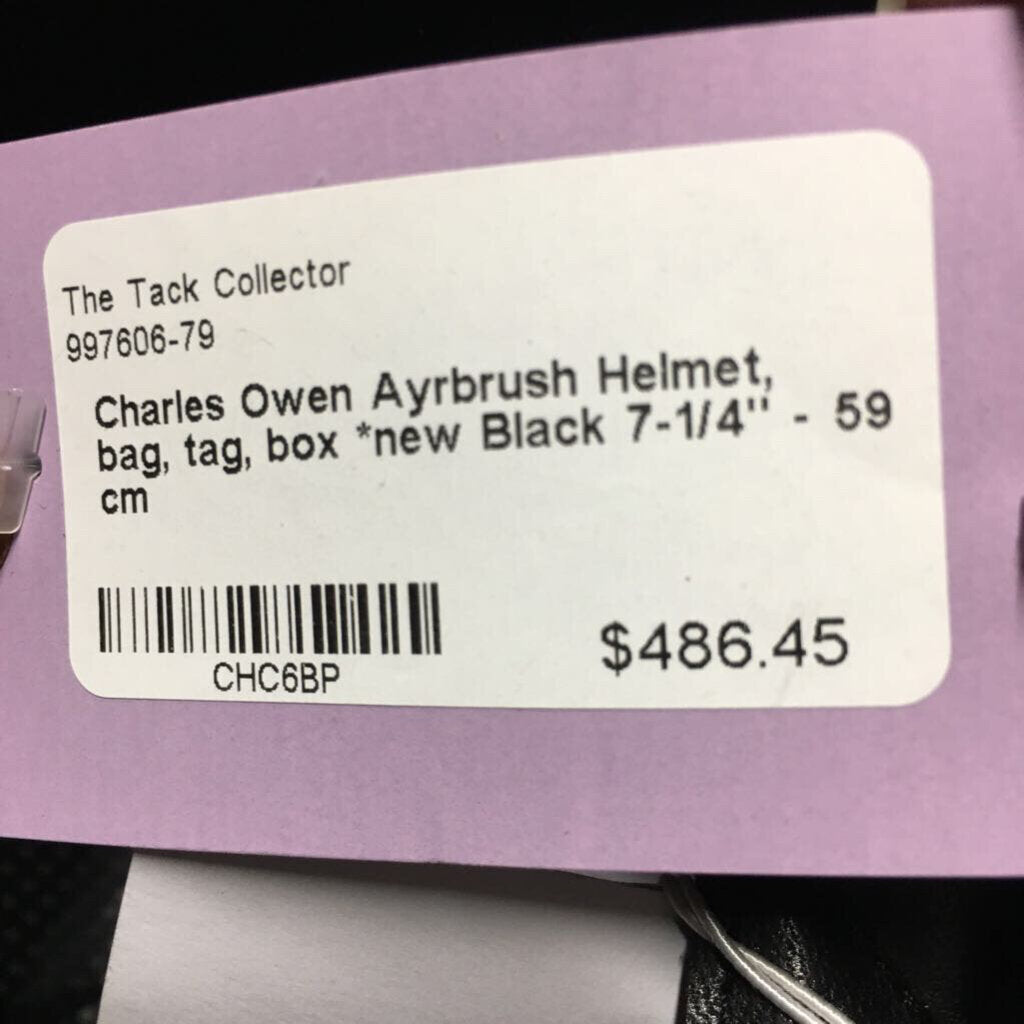 The Tack Collector
997606-79
Charles Owen Ayrbrush Helmet,
bag, tag, box *new Black 7-1/4" - 59
cm
CHC6BP
$486.45